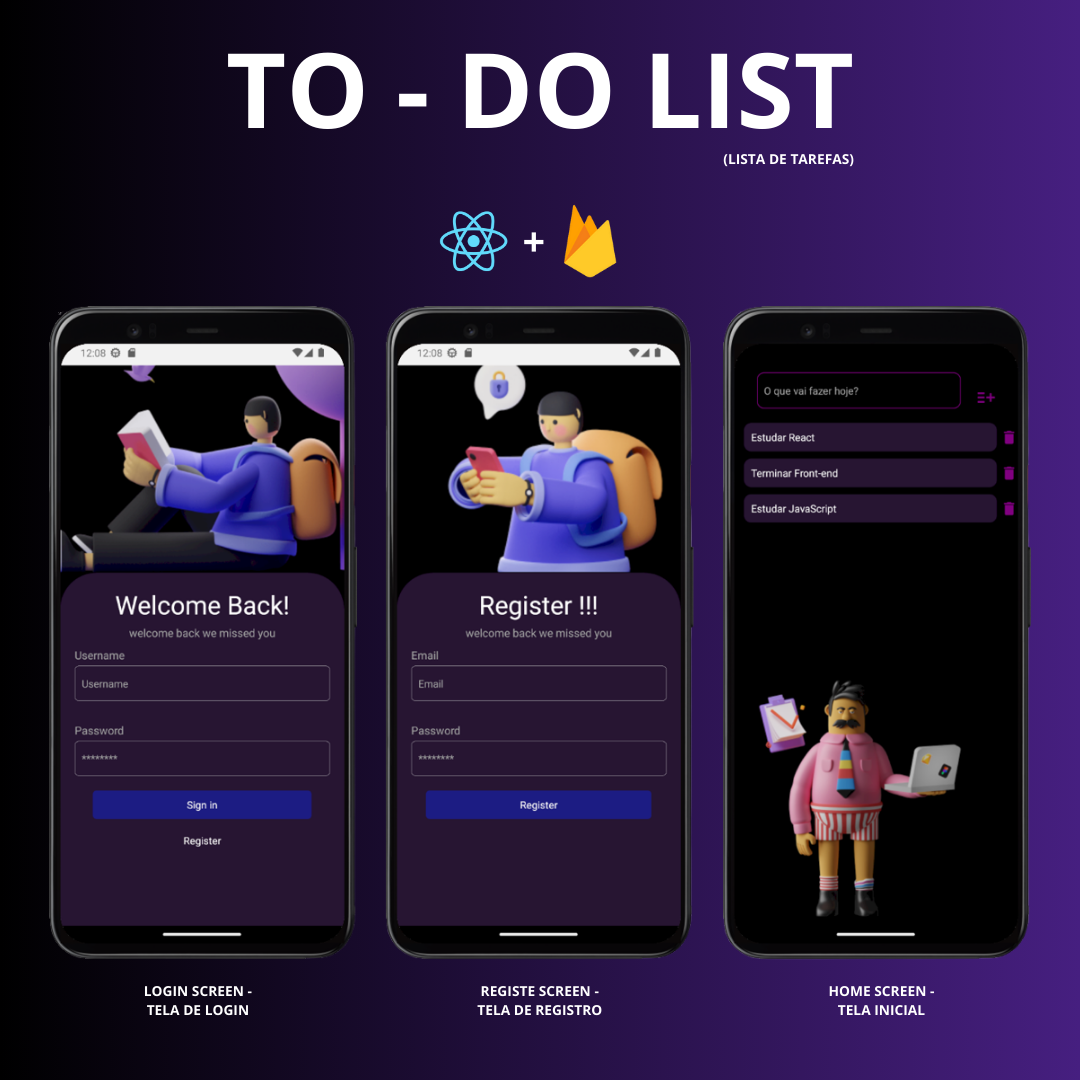 TO - DO LIST
(LISTA DE TAREFAS)
+
12:08
Welcome Back!
welcome back we missed you
Username
Username
Password
********
Sign in
Register
12:08
Register !!!
welcome back we missed you
Email
Email
Password
********
Register
O que vai fazer hoje?
Estudar React
Terminar Front-end
Estudar JavaScript
LOGIN SCREEN -
TELA DE LOGIN
REGISTE SCREEN -
TELA DE REGISTRO
HOME SCREEN -
TELA INICIAL